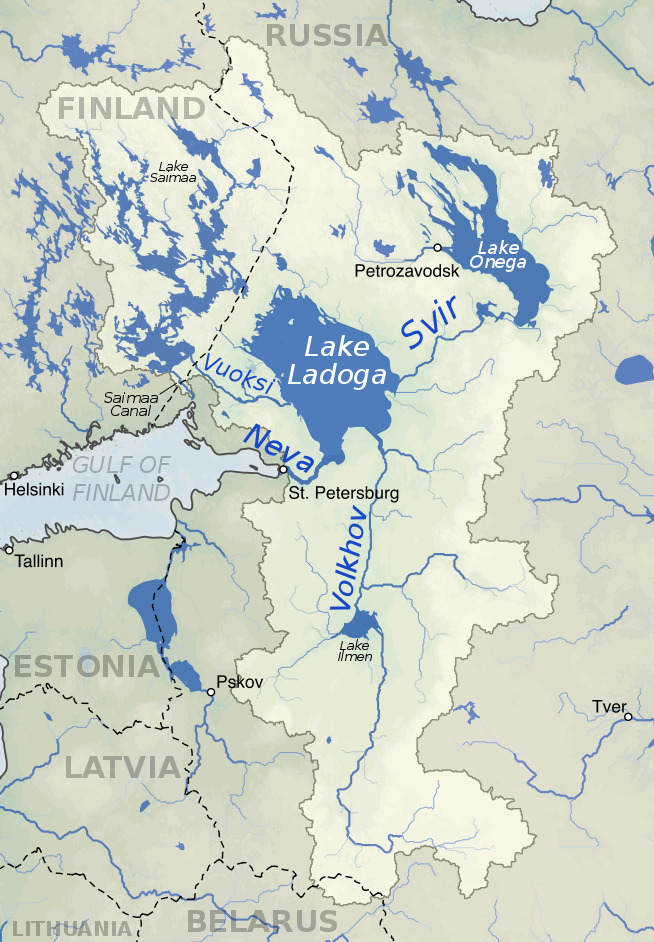 RUSSIA
FINLAND
Lake
Saimaa
Lake
Onega
Petrozavodsk
Svir
Lake
Ladoga
Vuoksi
Saimaa
Canal
Neva
GULF OF
FINLAND
Helsinki
St. Petersburg
Volkhov
Tallinn
Lake
Ilmen
ESTONIA
Pskov
Tver
LATVIA
LITHUANIA
BELARUS